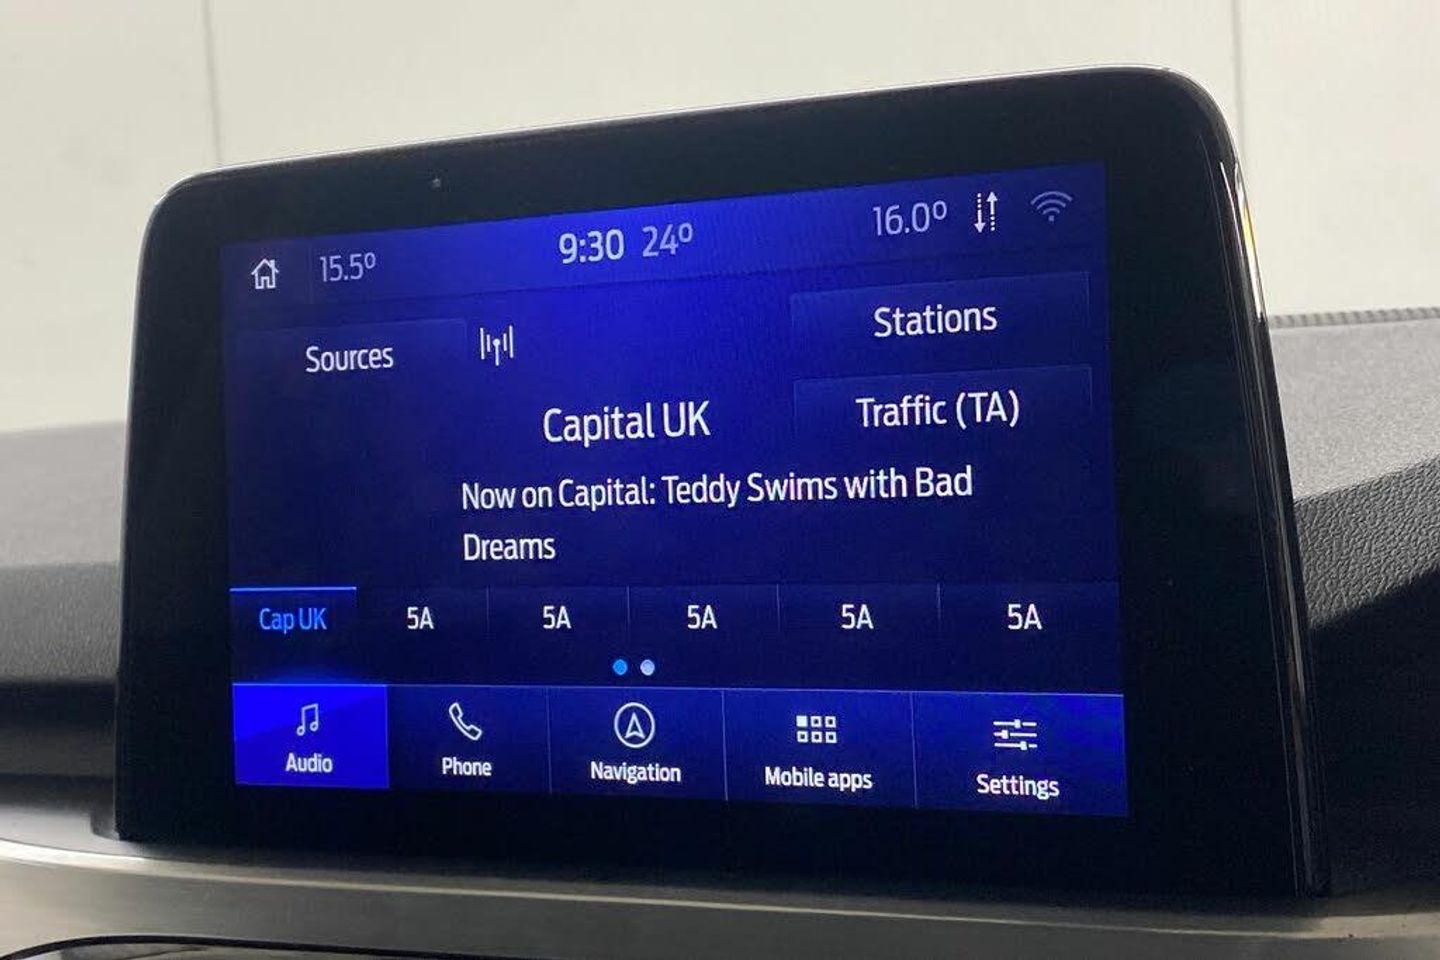 15.5º 9:30 24º 16.0º
Sources
Stations
Traffic (TA)
Capital UK
Now on Capital: Teddy Swims with Bad
Dreams
Cap UK 5A 5A 5A 5A 5A
Audio Phone Navigation Mobile apps Settings